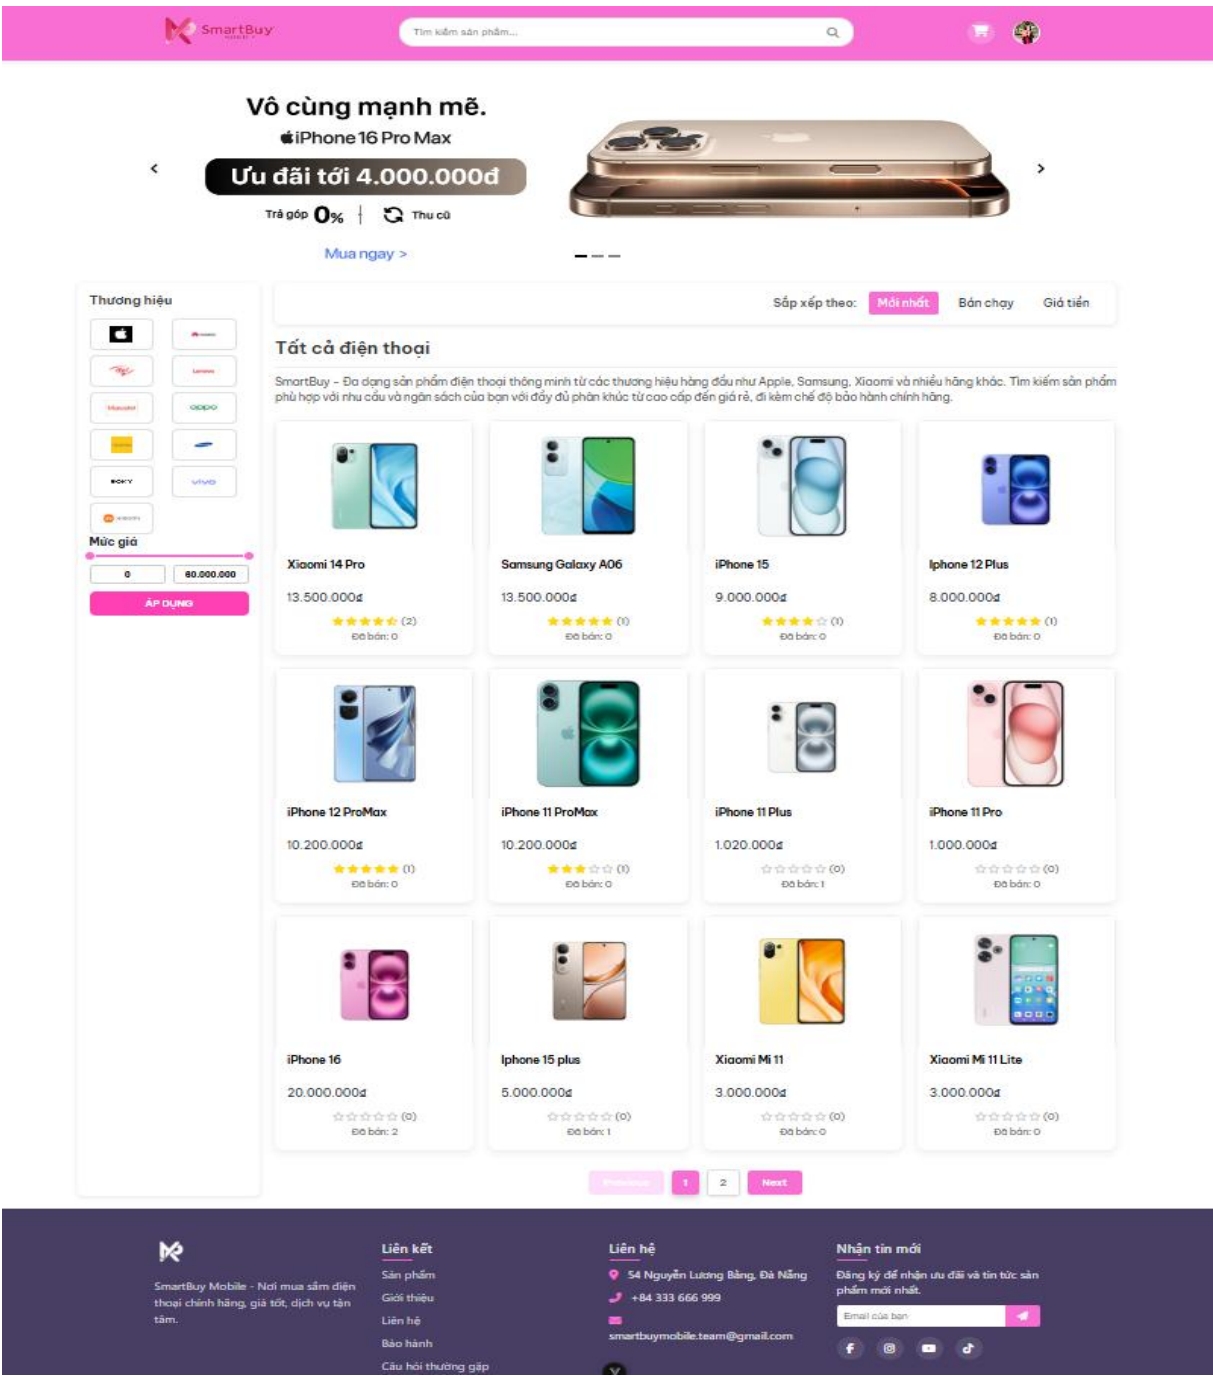 SmartBuy
Tìm kiếm sản phẩm...
Vô cùng mạnh mẽ.
iPhone 16 Pro Max
Ưu đãi tới 4.000.000đ
Trả góp 0% Thu cũ
Mua ngay >
Thương hiệu
Lenovo
oppo
SONY
vivo
XIAOMI
Mức giá
0 60.000.000
ÁP DỤNG
Sắp xếp theo: Mới nhất Bán chạy Giá tiền
Tất cả điện thoại
SmartBuy – Đa dạng sản phẩm điện thoại thông minh từ các thương hiệu hàng đầu như Apple, Samsung, Xiaomi và nhiều hãng khác. Tìm kiếm sản phẩm
phù hợp với nhu cầu và ngân sách của bạn với đầy đủ phân khúc từ cao cấp đến giá rẻ, đi kèm chế độ bảo hành chính hãng.
Xiaomi 14 Pro
13.500.000đ
(2)
Đã bán: 0
Samsung Galaxy A06
13.500.000đ
(1)
Đã bán: 0
iPhone 15
9.000.000đ
(1)
Đã bán: 0
Iphone 12 Plus
8.000.000đ
(1)
Đã bán: 0
iPhone 12 ProMax
10.200.000đ
(1)
Đã bán: 0
iPhone 11 ProMax
10.200.000đ
(1)
Đã bán: 0
iPhone 11 Plus
1.020.000đ
(0)
Đã bán: 1
iPhone 11 Pro
1.000.000đ
(0)
Đã bán: 0
iPhone 16
20.000.000đ
(0)
Đã bán: 2
Iphone 15 plus
5.000.000đ
(0)
Đã bán: 1
Xiaomi Mi 11
3.000.000đ
(0)
Đã bán: 0
Xiaomi Mi 11 Lite
3.000.000đ
(0)
Đã bán: 0
Previous 1 2 Next
SmartBuy Mobile - Nơi mua sắm điện
thoại chính hãng, giá tốt, dịch vụ tận
tâm.
Liên kết
Sản phẩm
Giới thiệu
Liên hệ
Bảo hành
Câu hỏi thường gặp
Liên hệ
54 Nguyễn Lương Bằng, Đà Nẵng
+84 333 666 999
smartbuymobile.team@gmail.com
Nhận tin mới
Đăng ký để nhận ưu đãi và tin tức sản
phẩm mới nhất.
Email của bạn